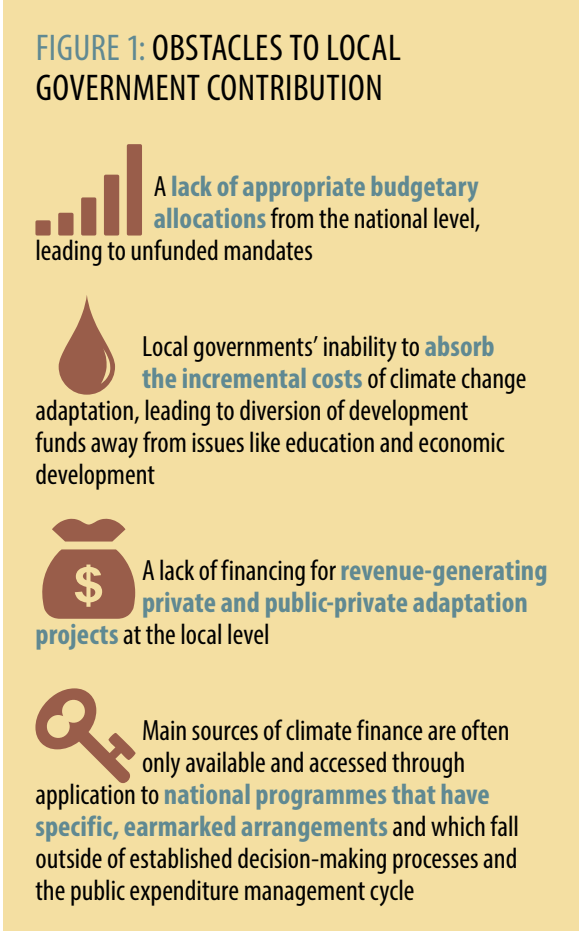 FIGURE 1: OBSTACLES TO LOCAL
GOVERNMENT CONTRIBUTION
A lack of appropriate budgetary
allocations from the national level,
leading to unfunded mandates
Local governments’ inability to absorb
the incremental costs of climate change
adaptation, leading to diversion of development
funds away from issues like education and economic
development
$
A lack of financing for revenue-generating
private and public-private adaptation
projects at the local level
Main sources of climate finance are often
only available and accessed through
application to national programmes that have
specific, earmarked arrangements and which fall
outside of established decision-making processes and
the public expenditure management cycle